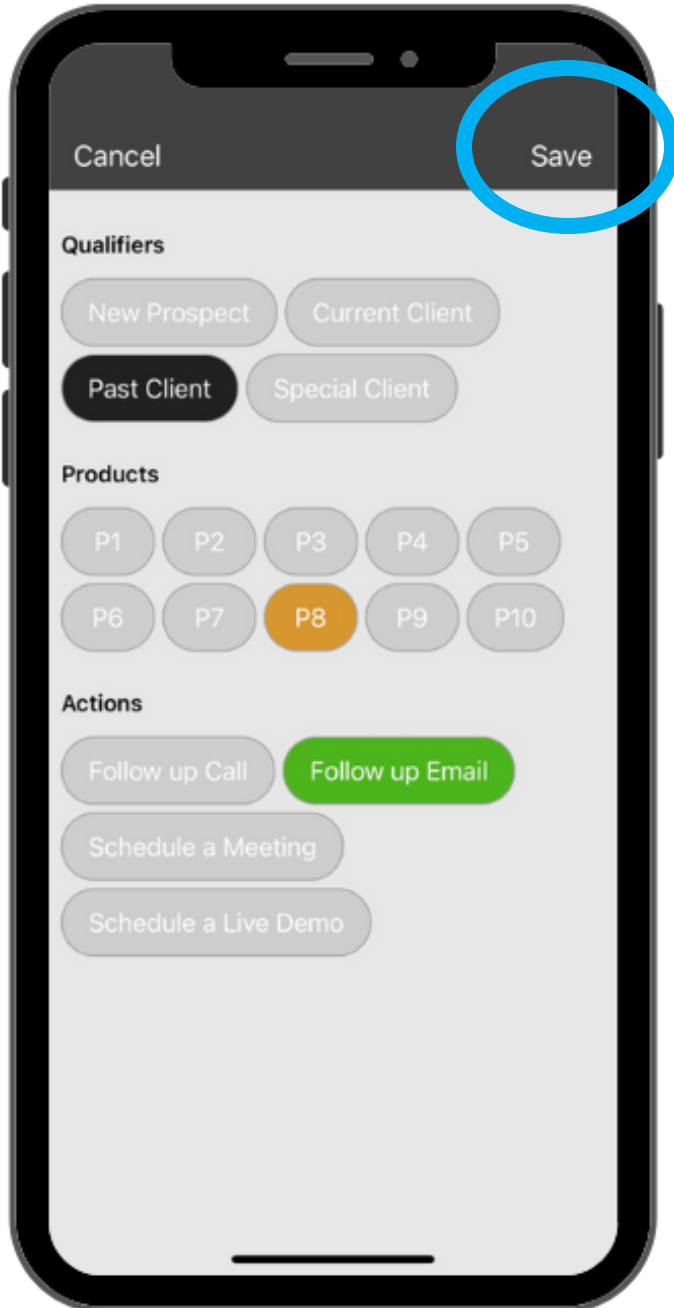 Cancel Save
Qualifiers
New Prospect Current Client
Past Client Special Client
Products
P1 P2 P3 P4 P5
P6 P7 P8 P9 P10
Actions
Follow up Call Follow up Email
Schedule a Meeting
Schedule a Live Demo